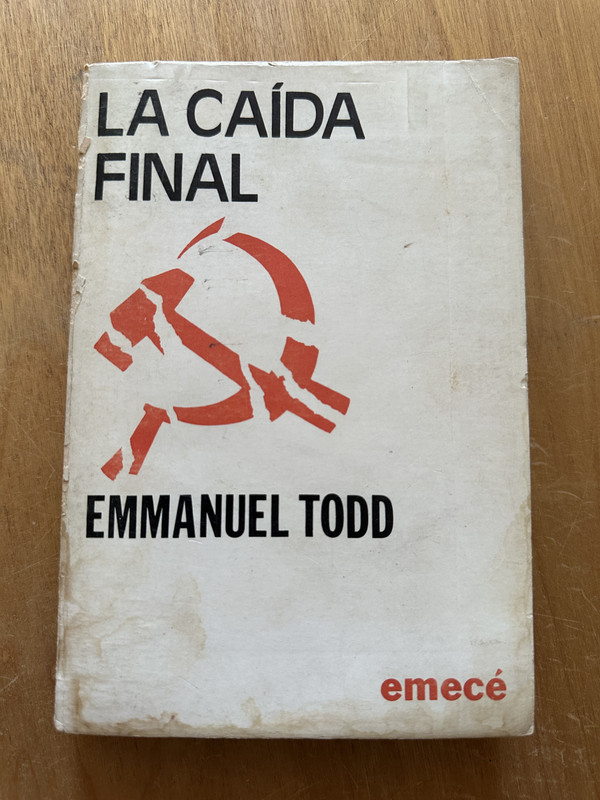 LA CAÍDA
FINAL
EMMANUEL TODD
emecé